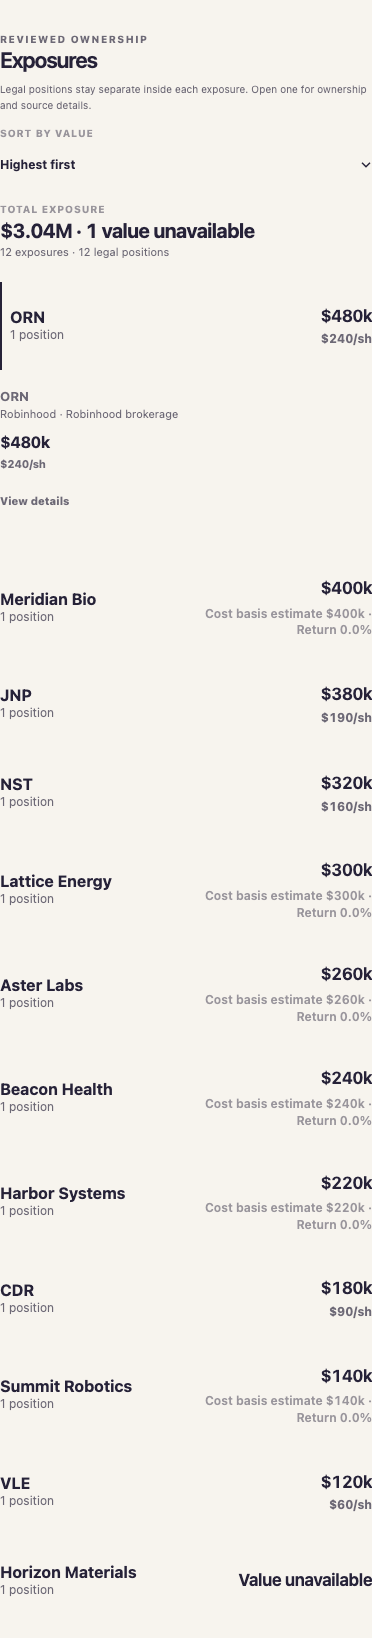 REVIEWED OWNERSHIP
Exposures
Legal positions stay separate inside each exposure. Open one for ownership
and source details.
SORT BY VALUE
Highest first
TOTAL EXPOSURE
$3.04M · 1 value unavailable
12 exposures · 12 legal positions
ORN
1 position
$480k
$240/sh
ORN
Robinhood · Robinhood brokerage
$480k
$240/sh
View details
Meridian Bio
1 position
$400k
Cost basis estimate $400k ·
Return 0.0%
JNP
1 position
$380k
$190/sh
NST
1 position
$320k
$160/sh
Lattice Energy
1 position
$300k
Cost basis estimate $300k ·
Return 0.0%
Aster Labs
1 position
$260k
Cost basis estimate $260k ·
Return 0.0%
Beacon Health
1 position
$240k
Cost basis estimate $240k ·
Return 0.0%
Harbor Systems
1 position
$220k
Cost basis estimate $220k ·
Return 0.0%
CDR
1 position
$180k
$90/sh
Summit Robotics
1 position
$140k
Cost basis estimate $140k ·
Return 0.0%
VLE
1 position
$120k
$60/sh
Horizon Materials
1 position
Value unavailable